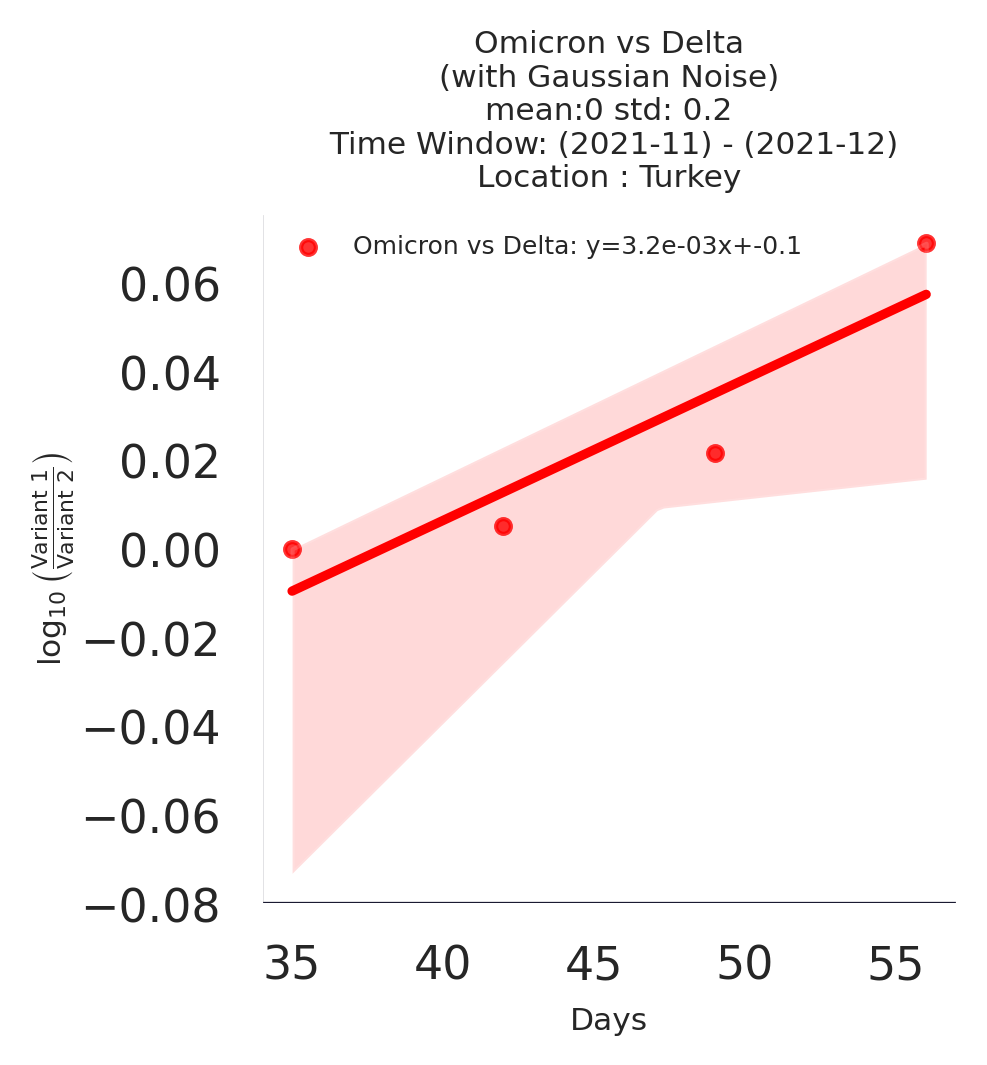 Omicron vs Delta
(with Gaussian Noise)
mean:0 std: 0.2
Time Window: (2021-11) - (2021-12)
Location : Turkey
Omicron vs Delta: y=3.2e-03x+-0.1
0.06
0.04
0.02
0.00
−0.02
−0.04
−0.06
−0.08
log₁₀ (Variant 1 / Variant 2)
35 40 45 50 55
Days